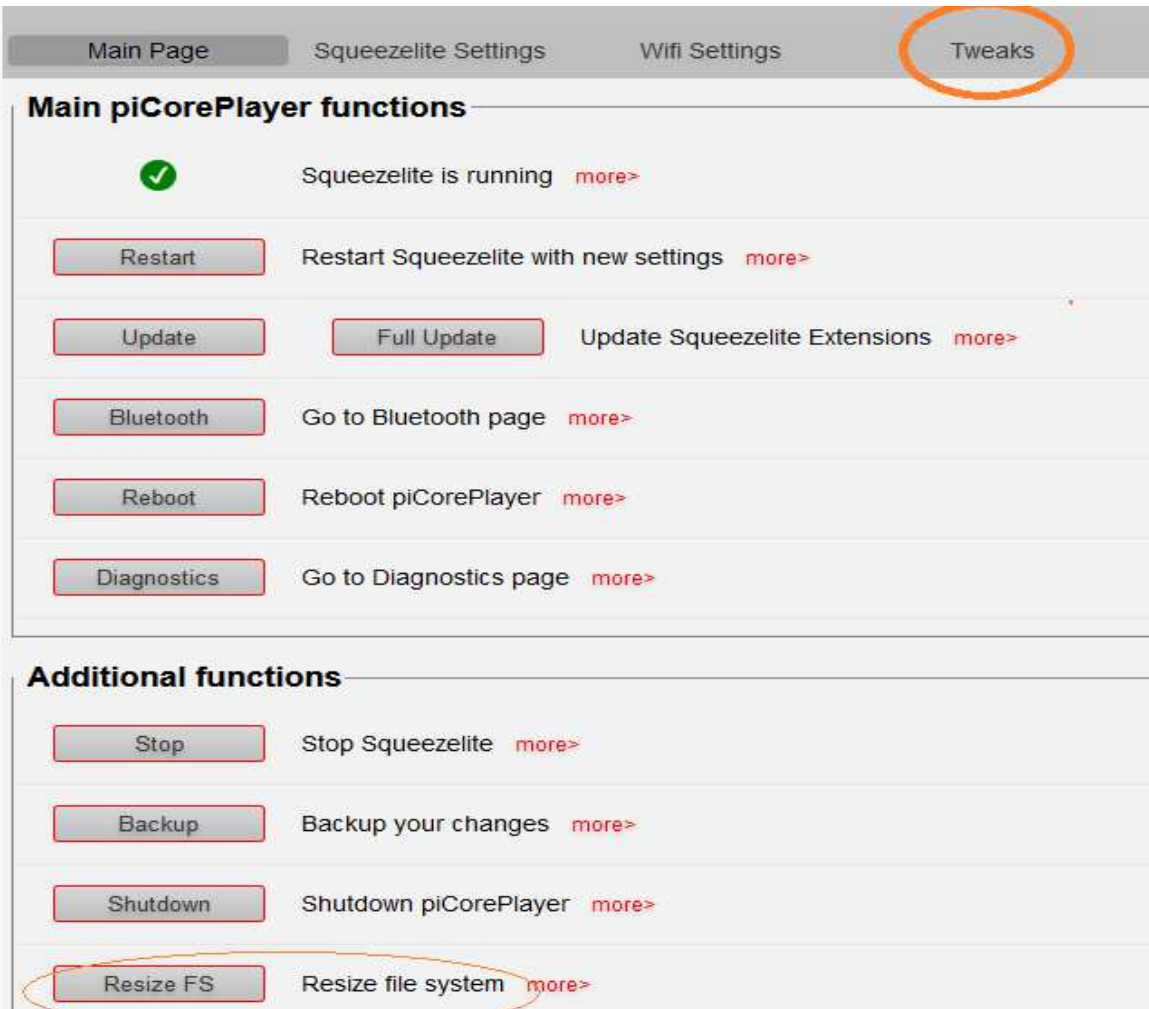 Main Page Squeezelite Settings Wifi Settings Tweaks
Main piCorePlayer functions
Squeezelite is running more>
Restart Restart Squeezelite with new settings more>
Update Full Update Update Squeezelite Extensions more>
Bluetooth Go to Bluetooth page more>
Reboot Reboot piCorePlayer more>
Diagnostics Go to Diagnostics page more>
Additional functions
Stop Stop Squeezelite more>
Backup Backup your changes more>
Shutdown Shutdown piCorePlayer more>
Resize FS Resize file system more>